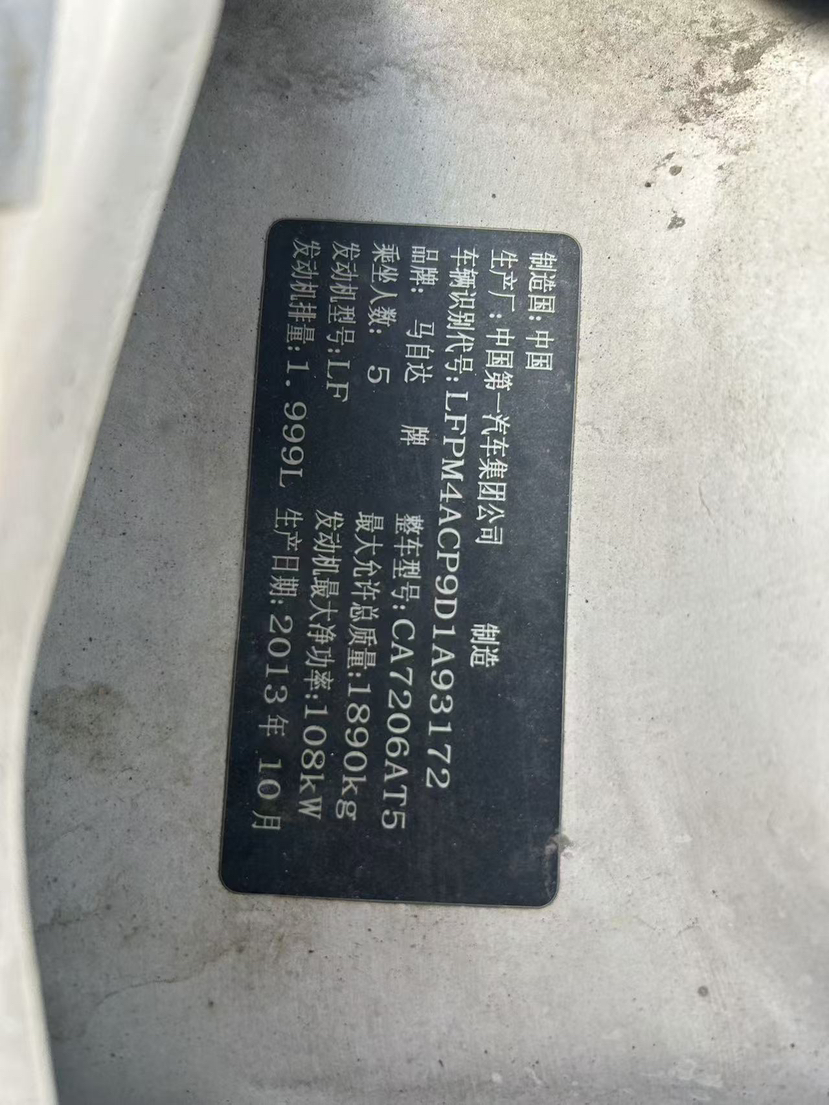 制造国：中国
生产厂：中国第一汽车集团公司 制造
车辆识别代号：LFPM4ACP9D1A93172
品牌： 马自达 牌 整车型号：CA7206AT5
乘坐人数： 5 最大允许总质量：1890kg
发动机型号：LF 发动机最大净功率：108kW
发动机排量：1.999L 生产日期：2013年 10月